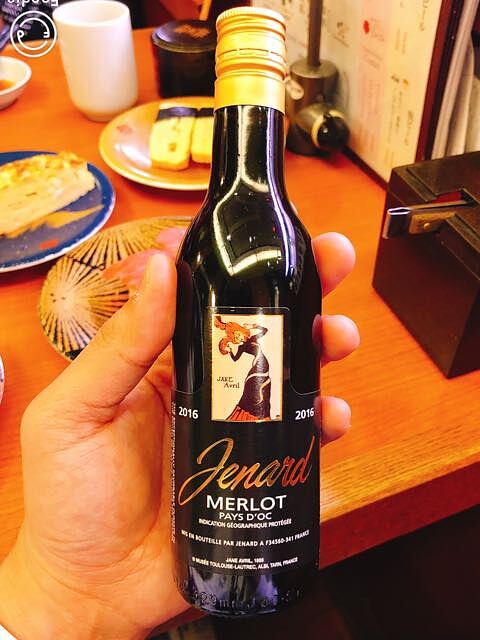 Foodie
JANE
Avril
2016
2016
Jenard
MERLOT
PAYS D'OC
INDICATION GÉOGRAPHIQUE PROTÉGÉE
MIS EN BOUTEILLE PAR JENARD A F34560-341 FRANCE
JANE AVRIL, 1899
© MUSÉE TOULOUSE-LAUTREC, ALBI, TARN, FRANCE